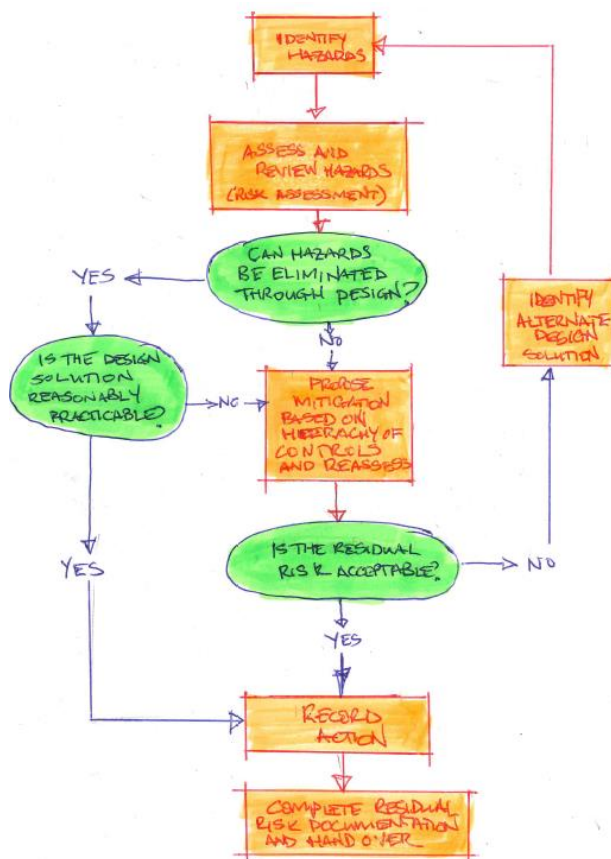 IDENTIFY
HAZARDS
ASSESS AND
REVIEW HAZARDS
(RISK ASSESSMENT)
CAN HAZARDS
BE ELIMINATED
THROUGH DESIGN?
YES
NO
IS THE DESIGN
SOLUTION
REASONABLY
PRACTICABLE?
NO
PROPOSE
MITIGATION
BASED ON
HIERARCHY OF
CONTROLS
AND REASSESS
IDENTIFY
ALTERNATE
DESIGN
SOLUTION
IS THE RESIDUAL
RISK ACCEPTABLE?
NO
YES
YES
RECORD
ACTION
COMPLETE RESIDUAL
RISK DOCUMENTATION
AND HAND OVER